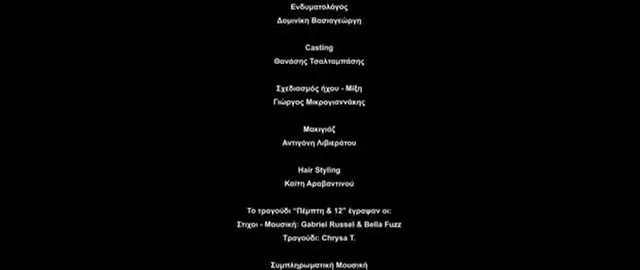 Ενδυματολόγος
Δομινίκη Βασιαγεώργη
Casting
Θανάσης Τσαλταμπάσης
Σχεδιασμός ήχου - Μίξη
Γιώργος Μικρογιαννάκης
Μακιγιάζ
Αντιγόνη Λιβιεράτου
Hair Styling
Καίτη Αραβαντινού
Το τραγούδι “Πέμπτη & 12” έγραψαν οι:
Στιχοι - Μουσική: Gabriel Russel & Bella Fuzz
Τραγούδι: Chrysa T.
Συμπληρωματική Μουσική